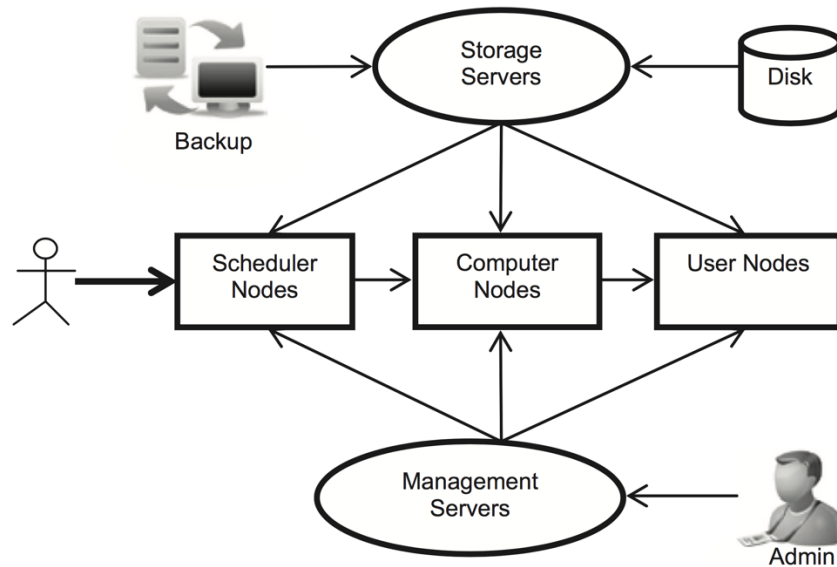 Storage
Servers
Disk
Backup
Scheduler
Nodes
Computer
Nodes
User Nodes
Management
Servers
Admin